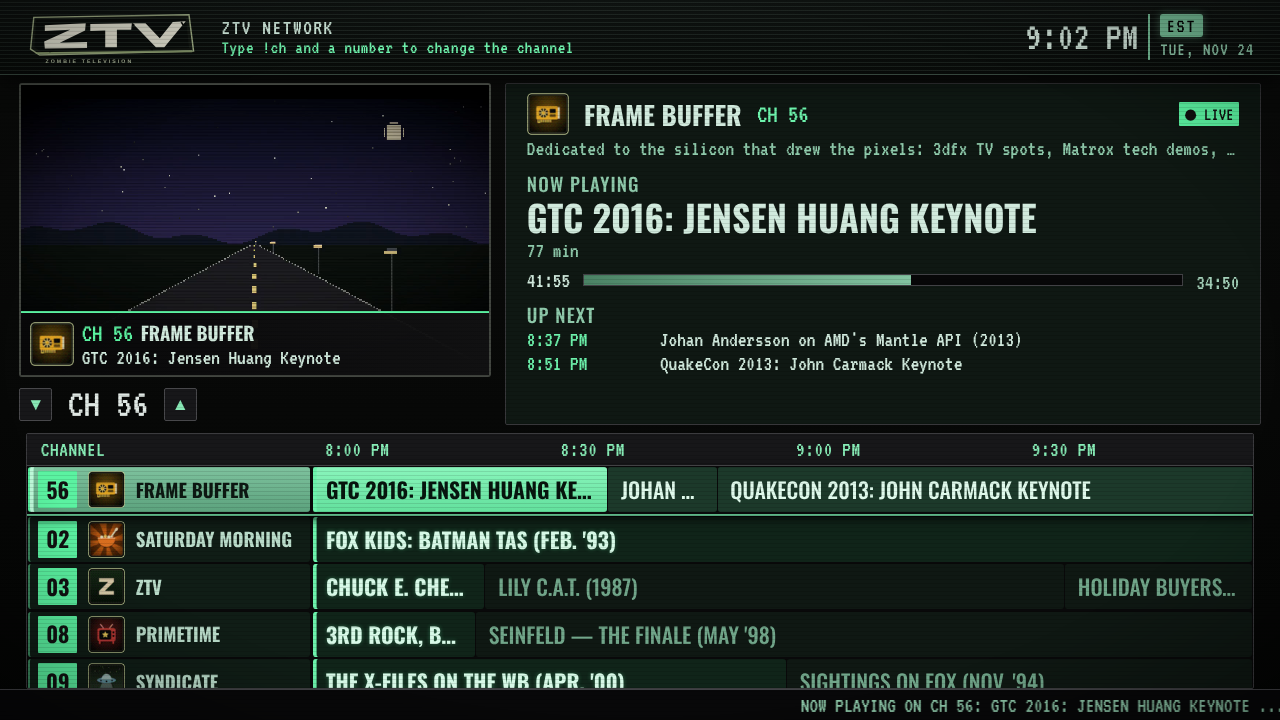 ZTV
ZOMBIE TELEVISION
ZTV NETWORK
Type !ch and a number to change the channel
9:02 PM
EST
TUE, NOV 24
CH 56 FRAME BUFFER
GTC 2016: Jensen Huang Keynote
▼ CH 56 ▲
FRAME BUFFER CH 56
● LIVE
Dedicated to the silicon that drew the pixels: 3dfx TV spots, Matrox tech demos, …
NOW PLAYING
GTC 2016: JENSEN HUANG KEYNOTE
77 min
41:55 34:50
UP NEXT
8:37 PM Johan Andersson on AMD's Mantle API (2013)
8:51 PM QuakeCon 2013: John Carmack Keynote
CHANNEL 8:00 PM 8:30 PM 9:00 PM 9:30 PM
56 FRAME BUFFER GTC 2016: JENSEN HUANG KE... JOHAN ... QUAKECON 2013: JOHN CARMACK KEYNOTE
02 SATURDAY MORNING FOX KIDS: BATMAN TAS (FEB. '93)
03 Z ZTV CHUCK E. CHE... LILY C.A.T. (1987) HOLIDAY BUYERS...
08 PRIMETIME 3RD ROCK, B... SEINFELD — THE FINALE (MAY '98)
09 SYNDICATE THE X-FILES ON THE WB (APR. '00) SIGHTINGS ON FOX (NOV. '94)
NOW PLAYING ON CH 56: GTC 2016: JENSEN HUANG KEYNOTE ...